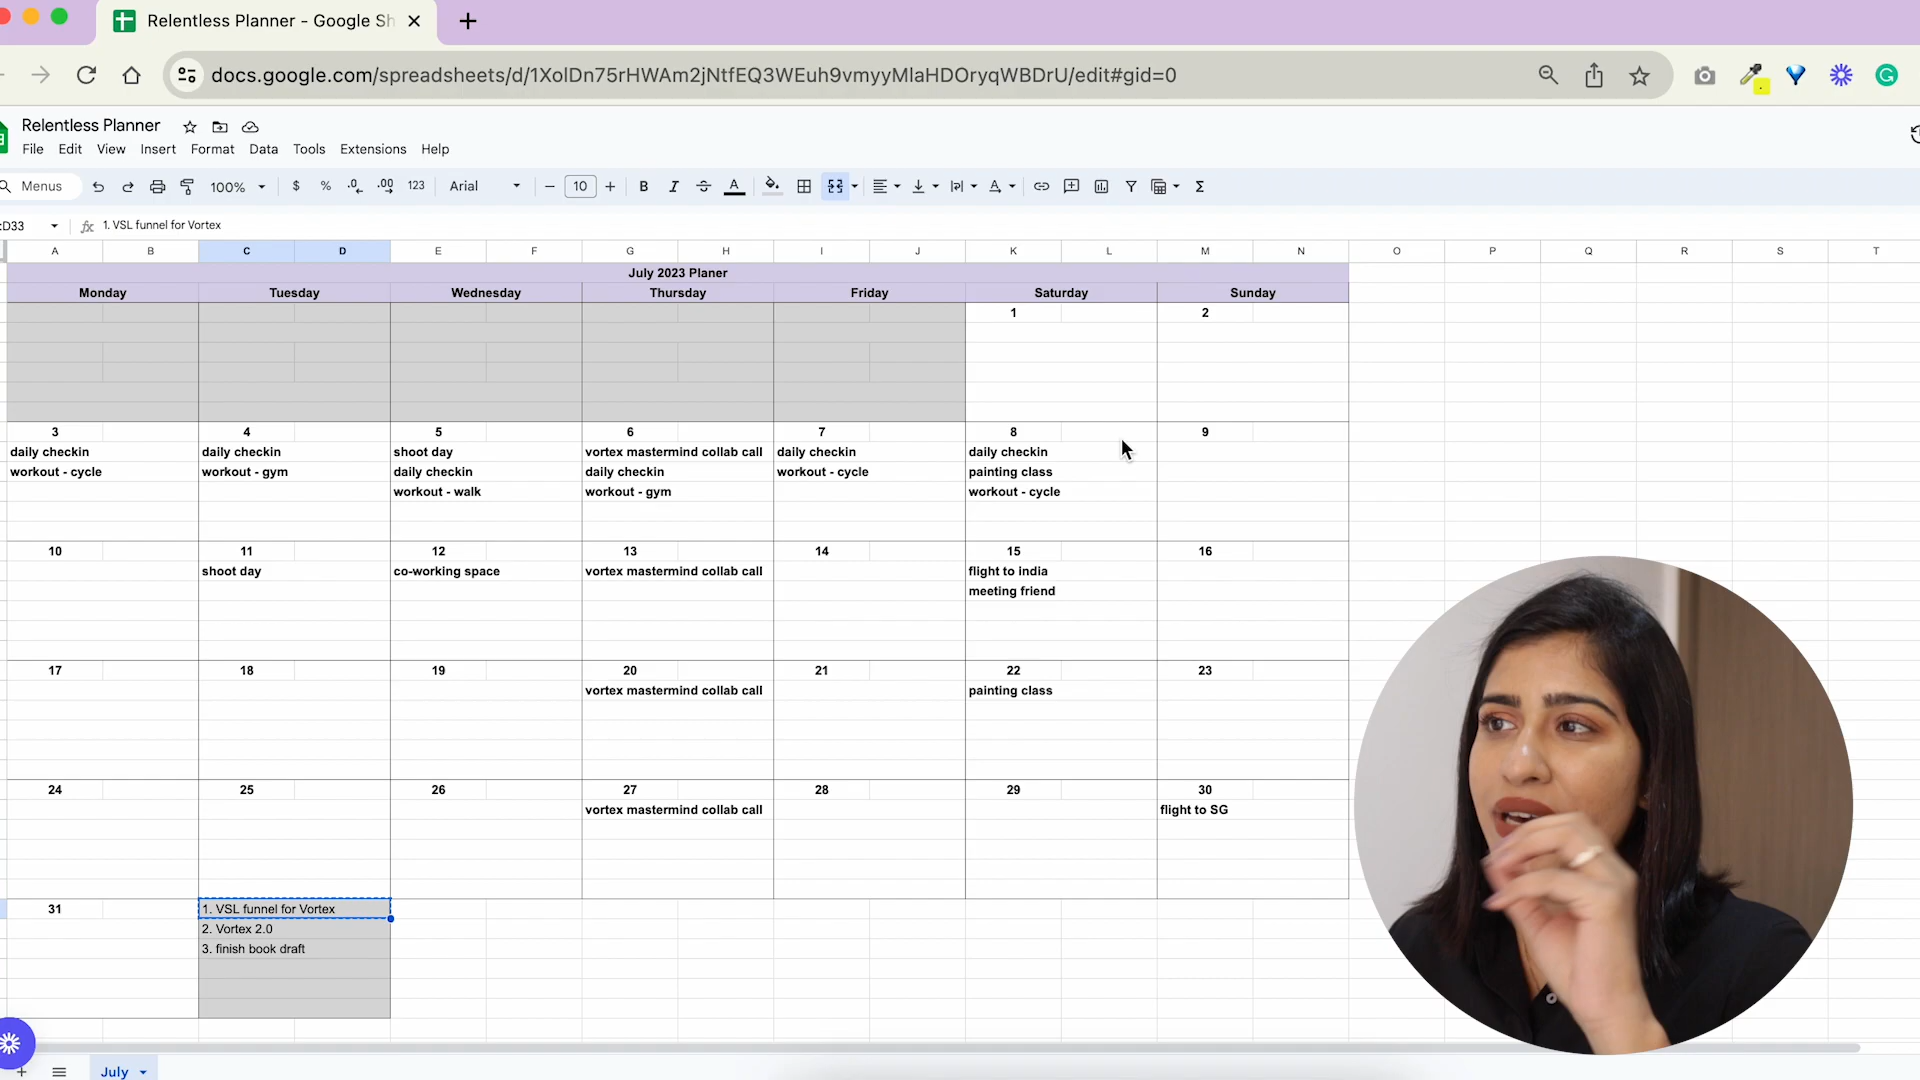 Relentless Planner - Google Sh
docs.google.com/spreadsheets/d/1XolDn75rHWAm2jNtfEQ3WEuh9vmyyMlaHDOryqWBDrU/edit#gid=0
Relentless Planner
File Edit View Insert Format Data Tools Extensions Help
Menus 100% $ % .0 .00 123 Arial 10 B I A
:D33 fx 1. VSL funnel for Vortex
A B C D E F G H I J K L M N O P Q R S T
July 2023 Planer
Monday Tuesday Wednesday Thursday Friday Saturday Sunday
1 2
3 4 5 6 7 8 9
daily checkin daily checkin shoot day vortex mastermind collab call daily checkin daily checkin
workout - cycle workout - gym daily checkin daily checkin workout - cycle painting class
workout - walk workout - gym workout - cycle
10 11 12 13 14 15 16
shoot day co-working space vortex mastermind collab call flight to india
meeting friend
17 18 19 20 21 22 23
vortex mastermind collab call painting class
24 25 26 27 28 29 30
vortex mastermind collab call flight to SG
31 1. VSL funnel for Vortex
2. Vortex 2.0
3. finish book draft
July